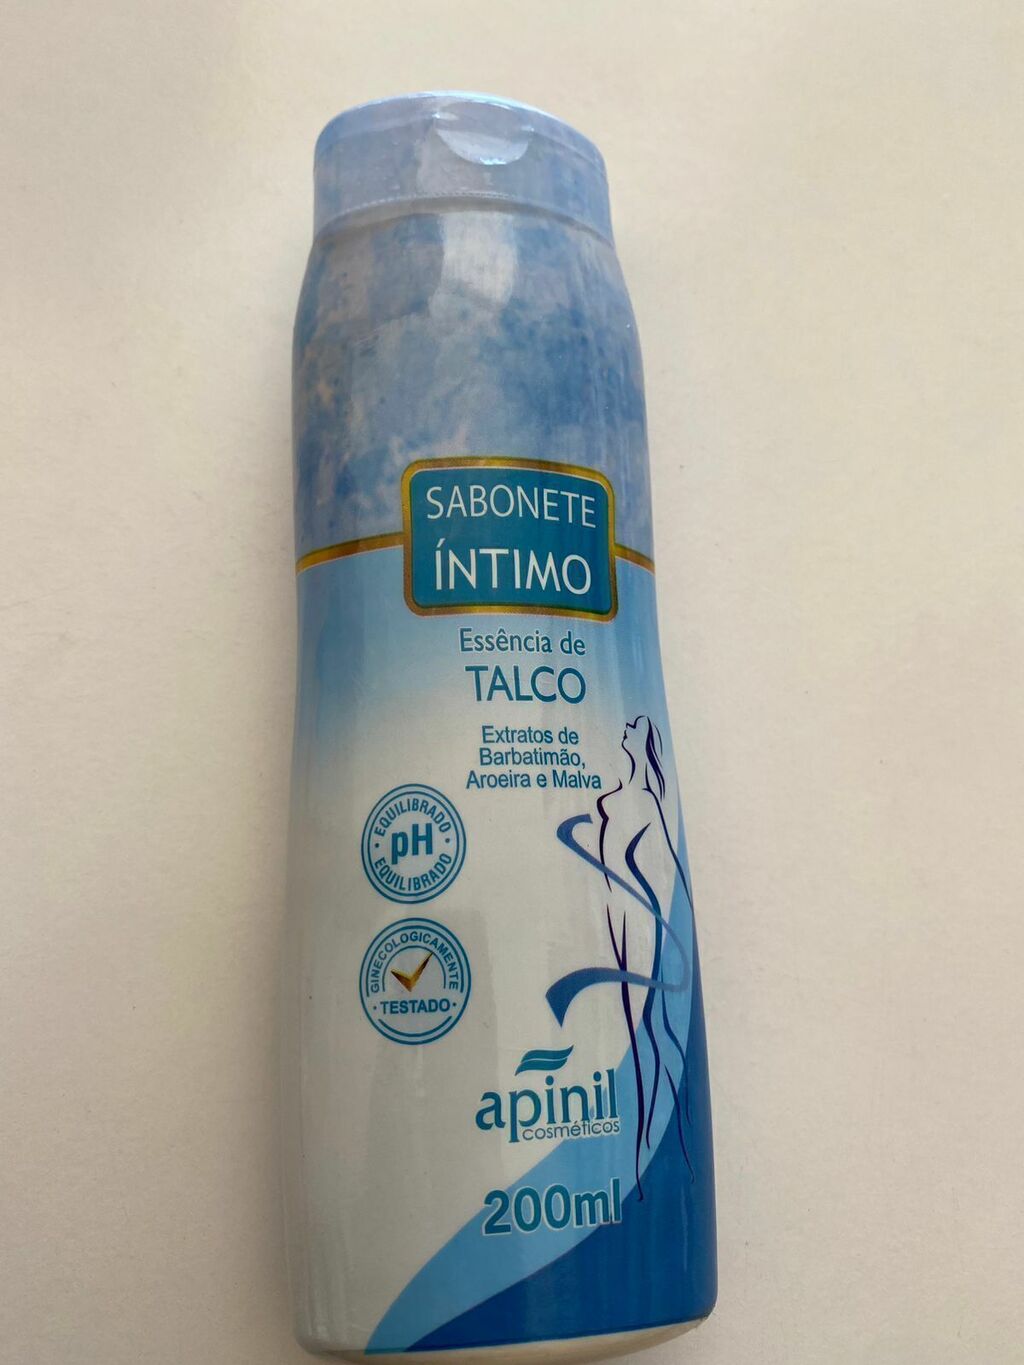 SABONETE
ÍNTIMO
Essência de
TALCO
Extratos de
Barbatimão,
Aroeira e Malva
EQUILIBRADO
pH
EQUILIBRADO
GINECOLOGICAMENTE
TESTADO
apinil
cosméticos
200ml